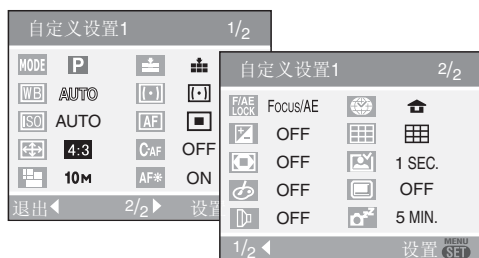 自定义设置1 1/2
MODE P
WB AUTO
ISO AUTO AF
4:3 C-AF OFF
10M AF ON
退出 2/2 设
自定义设置1 2/2
F/AE LOCK Focus/AE
OFF
OFF 1 SEC.
OFF OFF
OFF z z 5 MIN.
1/2 设置 MENU SET